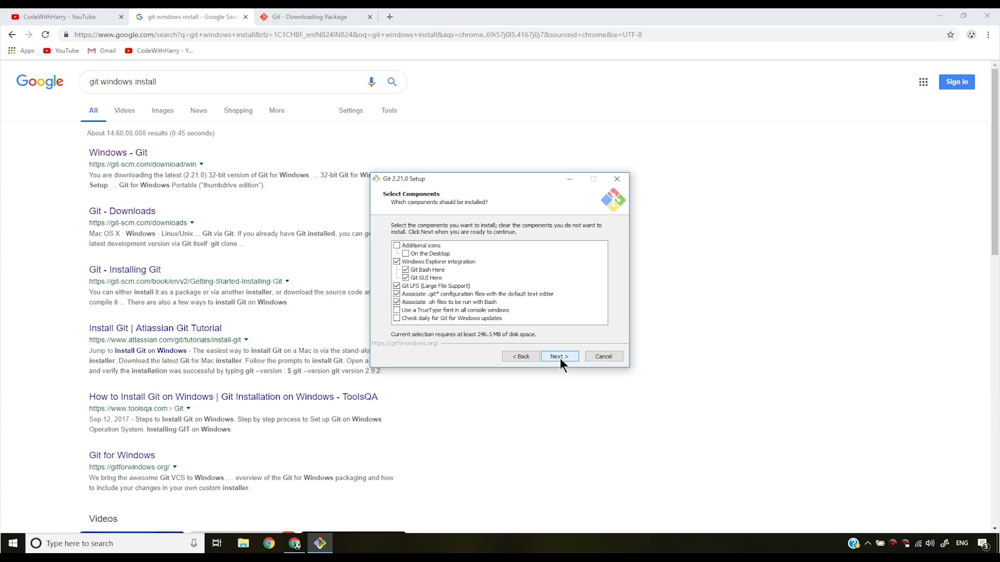 CodeWithHarry - YouTube
git windows install - Google Sear
Git - Downloading Package
https://www.google.com/search?q=git+windows+install&rlz=1C1CHBF_enIN824IN824&oq=git+windows+install&aqs=chrome..69i57j0l5.4167j0j7&sourceid=chrome&ie=UTF-8
Apps
YouTube
Gmail
CodeWithHarry - Y...
Google
git windows install
Sign in
All
Videos
Images
News
Shopping
More
Settings
Tools
About 14,60,00,000 results (0.45 seconds)
Windows - Git
https://git-scm.com/download/win
You are downloading the latest (2.21.0) 32-bit version of Git for Windows. ... 32-bit Git for Win
Setup. ... Git for Windows Portable ("thumbdrive edition").
Git - Downloads
https://git-scm.com/downloads
Mac OS X · Windows · Linux/Unix ... Git via Git. If you already have Git installed, you can ge
latest development version via Git itself: git clone ...
Git - Installing Git
https://git-scm.com/book/en/v2/Getting-Started-Installing-Git
You can either install it as a package or via another installer, or download the source code an
compile it ... There are also a few ways to install Git on Windows.
Install Git | Atlassian Git Tutorial
https://www.atlassian.com/git/tutorials/install-git
Jump to Install Git on Windows - The easiest way to install Git on a Mac is via the stand-alo
installer: Download the latest Git for Mac installer. Follow the prompts to install Git. Open a
and verify the installation was successful by typing git --version : $ git --version git version 2.9.2.
How to Install Git on Windows | Git Installation on Windows - ToolsQA
https://www.toolsqa.com › Git
Sep 12, 2017 - Steps to Install Git on Windows. Step by step process to Set up Git on Windows
Operation System. Installing GIT on Windows.
Git for Windows
https://gitforwindows.org/
We bring the awesome Git VCS to Windows. ... overview of the Git for Windows packaging and how
to include your changes in your own custom installer.
Videos
Git 2.21.0 Setup
Select Components
Which components should be installed?
Select the components you want to install; clear the components you do not want to
install. Click Next when you are ready to continue.
Additional icons
On the Desktop
Windows Explorer integration
Git Bash Here
Git GUI Here
Git LFS (Large File Support)
Associate .git* configuration files with the default text editor
Associate .sh files to be run with Bash
Use a TrueType font in all console windows
Check daily for Git for Windows updates
Current selection requires at least 246.5 MB of disk space.
https://gitforwindows.org/
< Back
Next >
Cancel
Type here to search
ENG
3